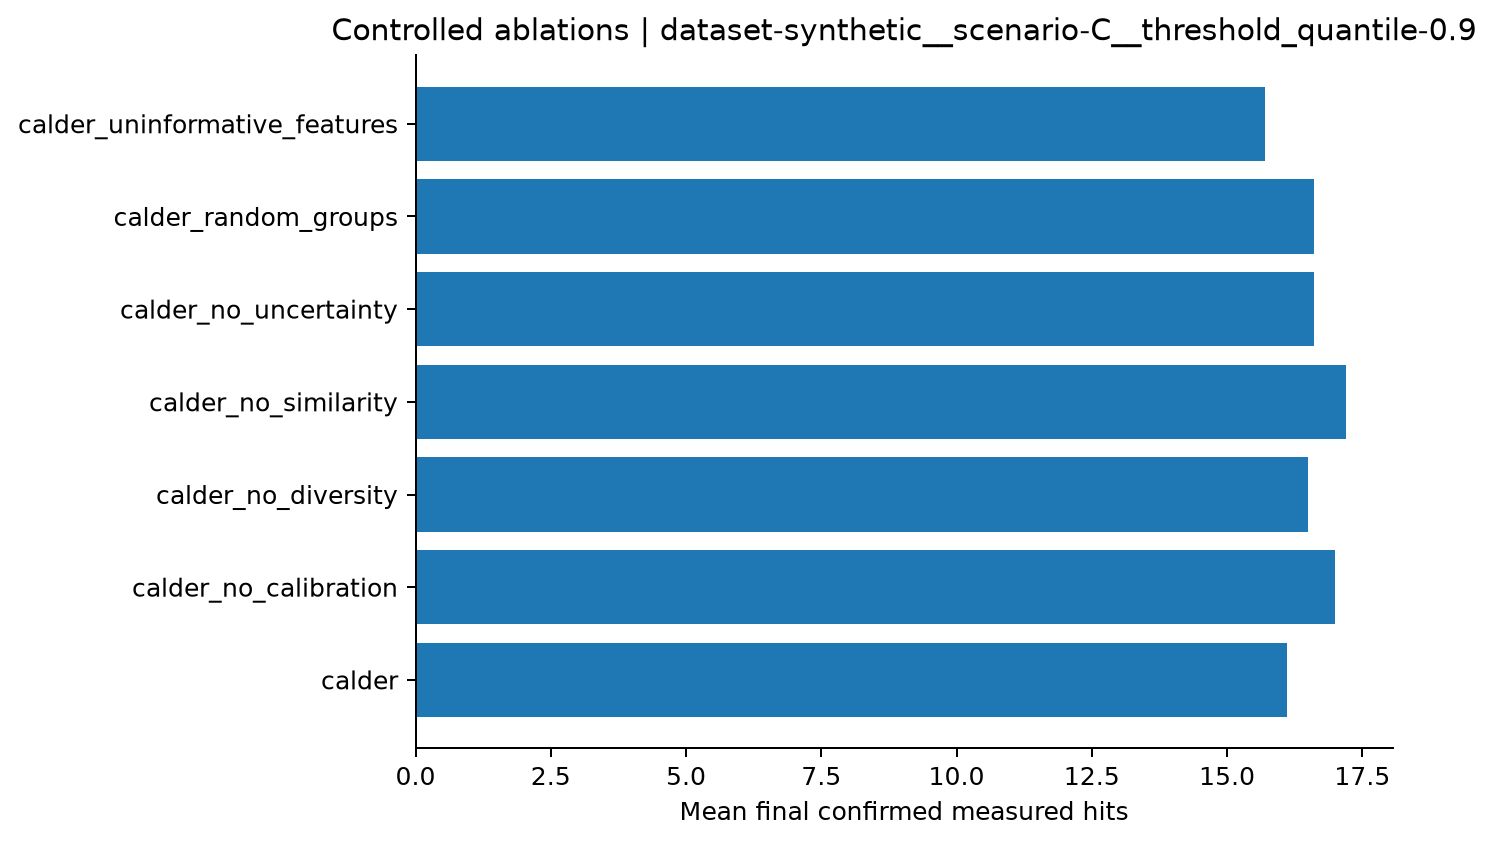 Controlled ablations | dataset-synthetic__scenario-C__threshold_quantile-0.9
calder_uninformative_features
calder_random_groups
calder_no_uncertainty
calder_no_similarity
calder_no_diversity
calder_no_calibration
calder
0.0 2.5 5.0 7.5 10.0 12.5 15.0 17.5
Mean final confirmed measured hits